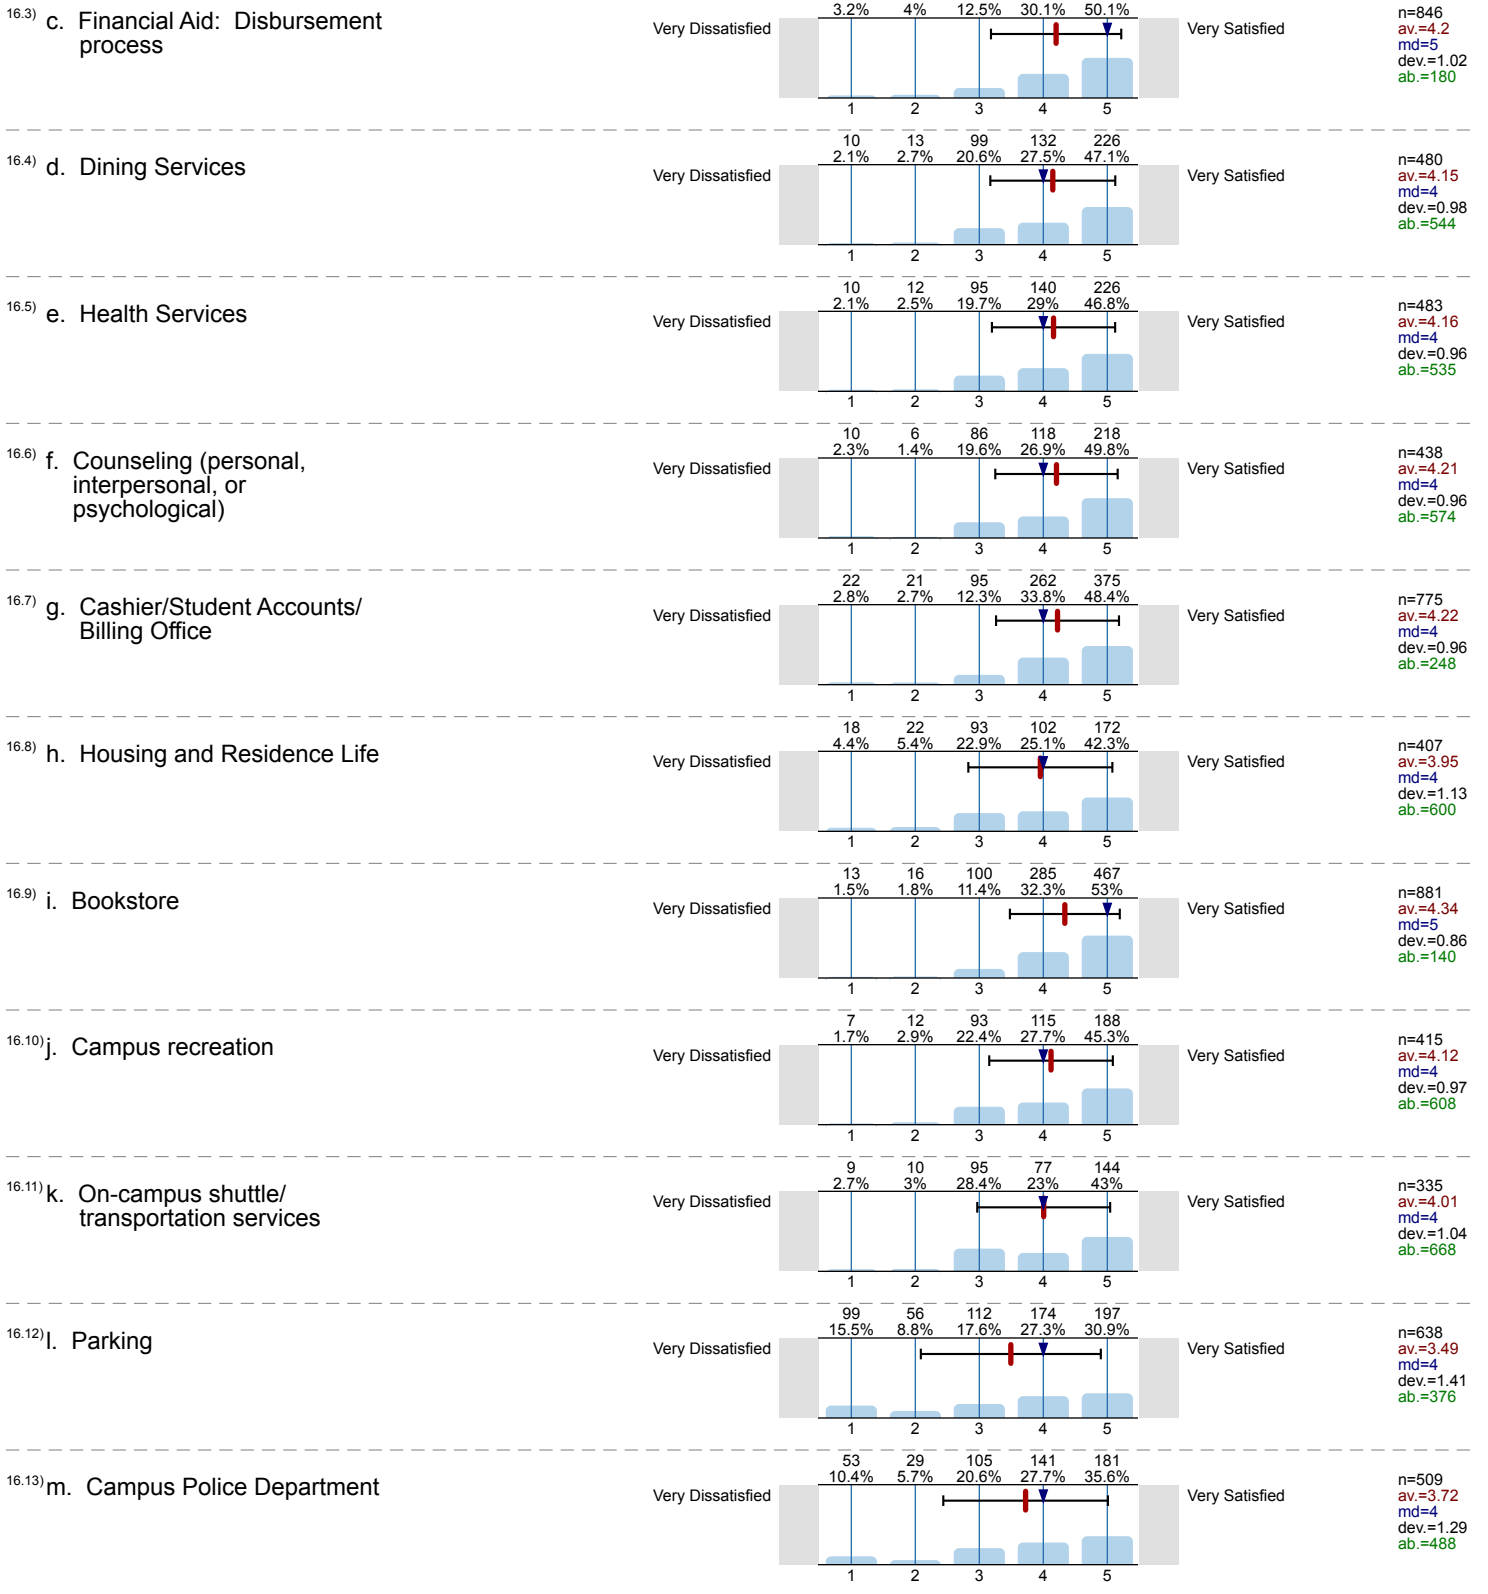 16.3) c. Financial Aid: Disbursement
process
Very Dissatisfied
3.2% 4% 12.5% 30.1% 50.1%
1 2 3 4 5
Very Satisfied
n=846
av.=4.2
md=5
dev.=1.02
ab.=180
16.4) d. Dining Services
Very Dissatisfied
10 13 99 132 226
2.1% 2.7% 20.6% 27.5% 47.1%
1 2 3 4 5
Very Satisfied
n=480
av.=4.15
md=4
dev.=0.98
ab.=544
16.5) e. Health Services
Very Dissatisfied
10 12 95 140 226
2.1% 2.5% 19.7% 29% 46.8%
1 2 3 4 5
Very Satisfied
n=483
av.=4.16
md=4
dev.=0.96
ab.=535
16.6) f. Counseling (personal,
interpersonal, or
psychological)
Very Dissatisfied
10 6 86 118 218
2.3% 1.4% 19.6% 26.9% 49.8%
1 2 3 4 5
Very Satisfied
n=438
av.=4.21
md=4
dev.=0.96
ab.=574
16.7) g. Cashier/Student Accounts/
Billing Office
Very Dissatisfied
22 21 95 262 375
2.8% 2.7% 12.3% 33.8% 48.4%
1 2 3 4 5
Very Satisfied
n=775
av.=4.22
md=4
dev.=0.96
ab.=248
16.8) h. Housing and Residence Life
Very Dissatisfied
18 22 93 102 172
4.4% 5.4% 22.9% 25.1% 42.3%
1 2 3 4 5
Very Satisfied
n=407
av.=3.95
md=4
dev.=1.13
ab.=600
16.9) i. Bookstore
Very Dissatisfied
13 16 100 285 467
1.5% 1.8% 11.4% 32.3% 53%
1 2 3 4 5
Very Satisfied
n=881
av.=4.34
md=5
dev.=0.86
ab.=140
16.10) j. Campus recreation
Very Dissatisfied
7 12 93 115 188
1.7% 2.9% 22.4% 27.7% 45.3%
1 2 3 4 5
Very Satisfied
n=415
av.=4.12
md=4
dev.=0.97
ab.=608
16.11) k. On-campus shuttle/
transportation services
Very Dissatisfied
9 10 95 77 144
2.7% 3% 28.4% 23% 43%
1 2 3 4 5
Very Satisfied
n=335
av.=4.01
md=4
dev.=1.04
ab.=668
16.12) l. Parking
Very Dissatisfied
99 56 112 174 197
15.5% 8.8% 17.6% 27.3% 30.9%
1 2 3 4 5
Very Satisfied
n=638
av.=3.49
md=4
dev.=1.41
ab.=376
16.13) m. Campus Police Department
Very Dissatisfied
53 29 105 141 181
10.4% 5.7% 20.6% 27.7% 35.6%
1 2 3 4 5
Very Satisfied
n=509
av.=3.72
md=4
dev.=1.29
ab.=488